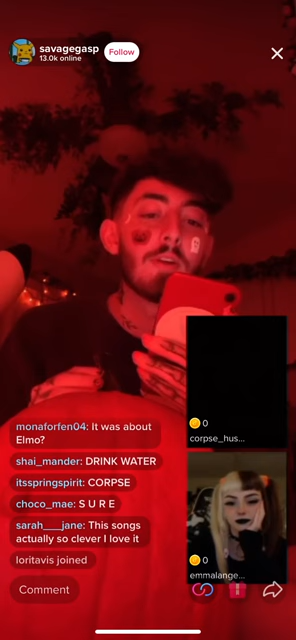 savagegasp
13.0k online
Follow
monaforfen04: It was about
Elmo?
shai_mander: DRINK WATER
itsspringspirit: CORPSE
choco_mae: S U R E
sarah___jane: This songs
actually so clever I love it
loritavis joined
Comment
0
corpse_hus...
0
emmalange...